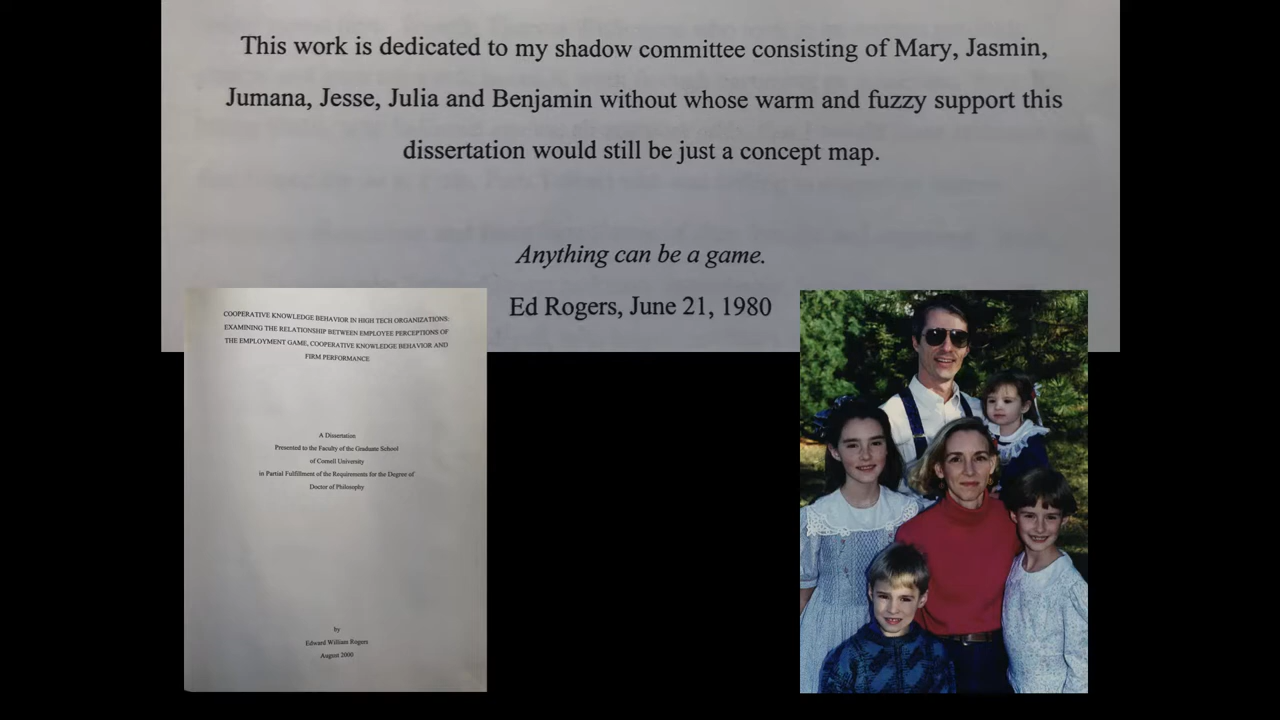 This work is dedicated to my shadow committee consisting of Mary, Jasmin,
Jumana, Jesse, Julia and Benjamin without whose warm and fuzzy support this
dissertation would still be just a concept map.
Anything can be a game.
Ed Rogers, June 21, 1980
COOPERATIVE KNOWLEDGE BEHAVIOR IN HIGH TECH ORGANIZATIONS:
EXAMINING THE RELATIONSHIP BETWEEN EMPLOYEE PERCEPTIONS OF
THE EMPLOYMENT GAME, COOPERATIVE KNOWLEDGE BEHAVIOR AND
FIRM PERFORMANCE
A Dissertation
Presented to the Faculty of the Graduate School
of Cornell University
in Partial Fulfillment of the Requirements for the Degree of
Doctor of Philosophy
by
Edward William Rogers
August 2000